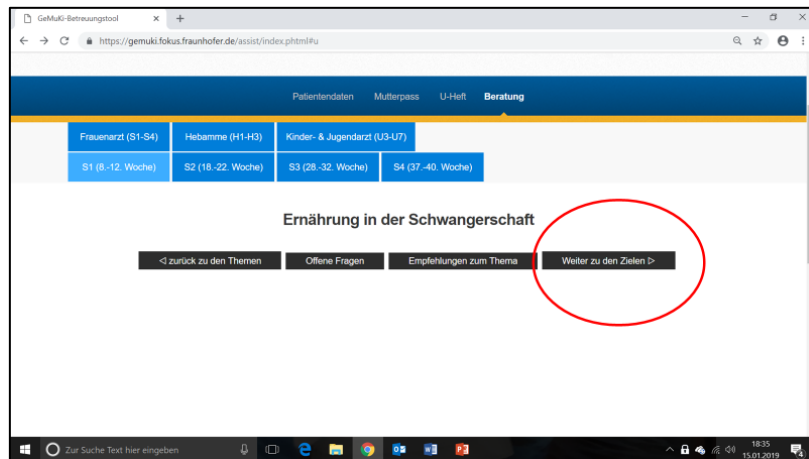 GeMuKi-Betreuungstool
https://gemuki.fokus.fraunhofer.de/assist/index.phtml#u
Patientendaten Mutterpass U-Heft Beratung
Frauenarzt (S1-S4) Hebamme (H1-H3) Kinder- & Jugendarzt (U3-U7)
S1 (8.-12. Woche) S2 (18.-22. Woche) S3 (28.-32. Woche) S4 (37.-40. Woche)
Ernährung in der Schwangerschaft
◁ zurück zu den Themen Offene Fragen Empfehlungen zum Thema Weiter zu den Zielen ▷
Zur Suche Text hier eingeben
18:35
15.01.2019